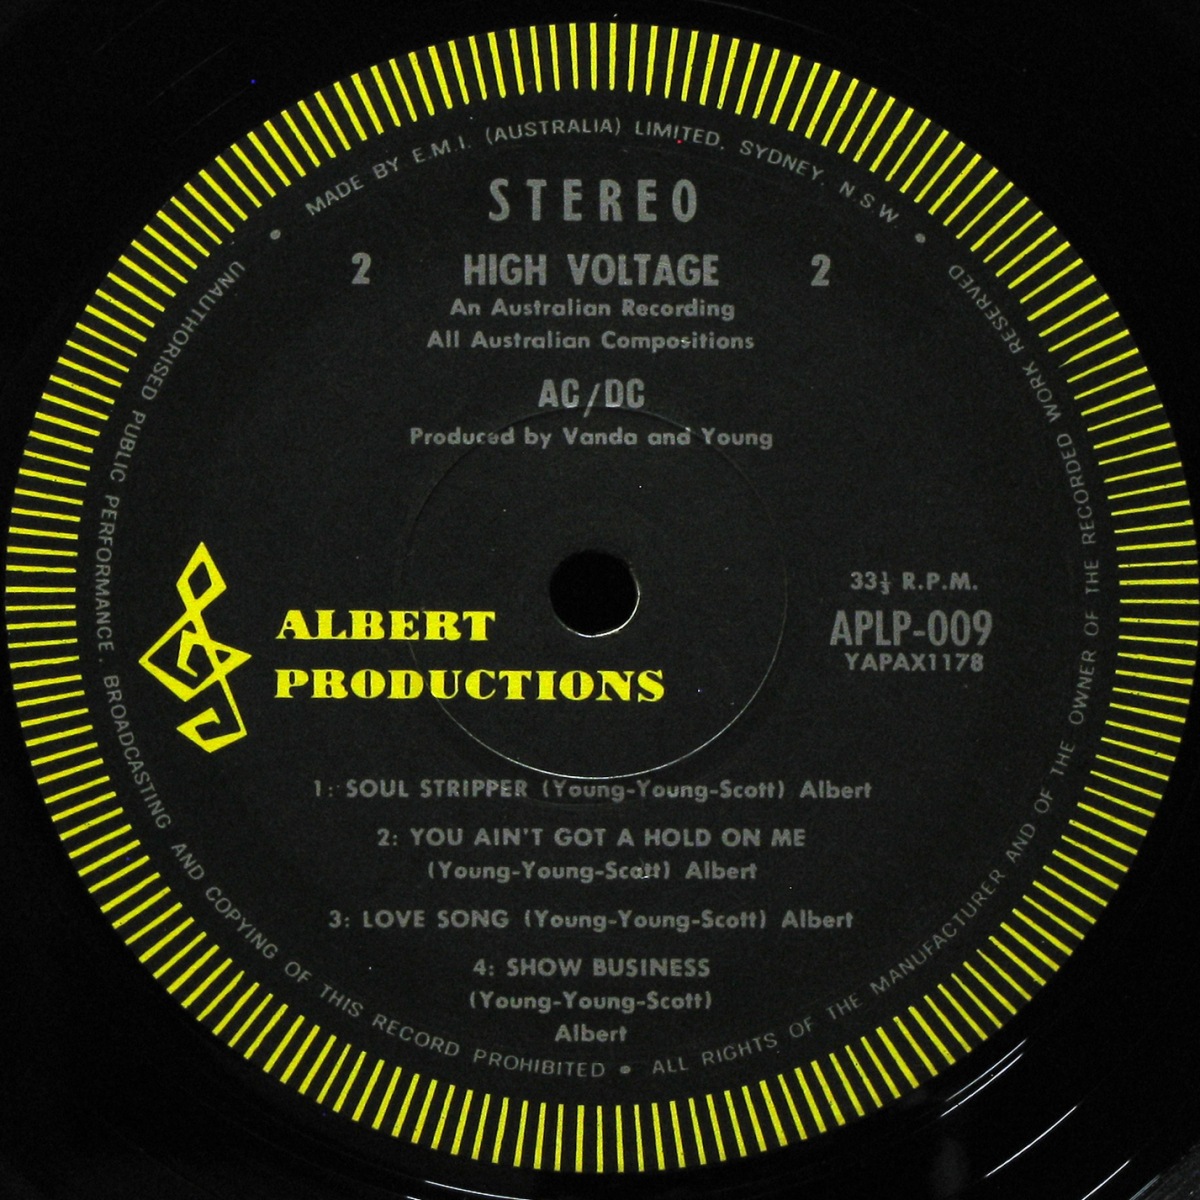 MADE BY E.M.I. (AUSTRALIA) LIMITED. SYDNEY. N.S.W
STEREO
2 HIGH VOLTAGE 2
An Australian Recording
All Australian Compositions
AC/DC
Produced by Vanda and Young
33⅓ R.P.M.
APLP-009
YAPAX1178
ALBERT
PRODUCTIONS
1: SOUL STRIPPER (Young-Young-Scott) Albert
2: YOU AIN'T GOT A HOLD ON ME
(Young-Young-Scott) Albert
3: LOVE SONG (Young-Young-Scott) Albert
4: SHOW BUSINESS
(Young-Young-Scott)
Albert
UNAUTHORISED PUBLIC PERFORMANCE. BROADCASTING AND COPYING OF THIS RECORD PROHIBITED • ALL RIGHTS OF THE MANUFACTURER AND OF THE OWNER OF THE RECORDED WORK RESERVED